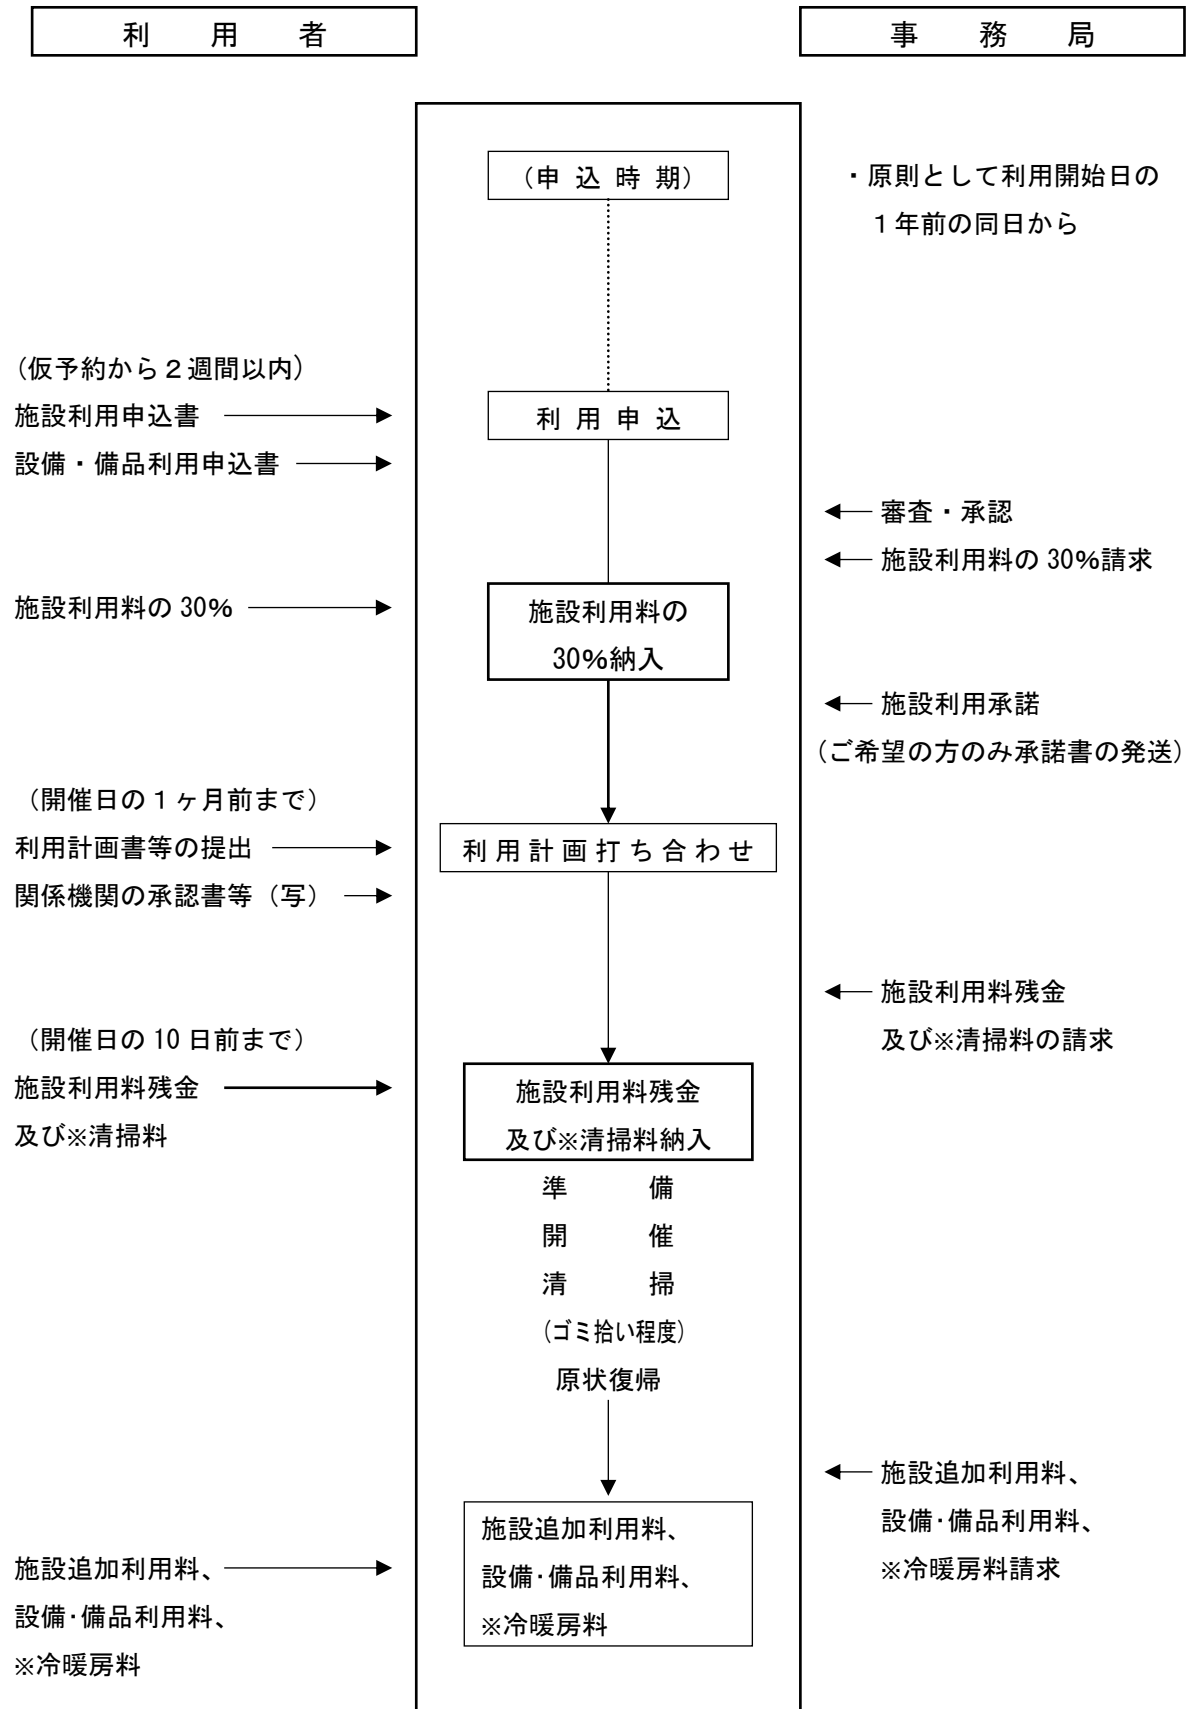 利　用　者
事　務　局
（申 込 時 期）
・原則として利用開始日の
１年前の同日から
（仮予約から２週間以内）
施設利用申込書
利 用 申 込
設備・備品利用申込書
審査・承認
施設利用料の 30％請求
施設利用料の 30％
施設利用料の
30％納入
施設利用承諾
（ご希望の方のみ承諾書の発送）
（開催日の１ヶ月前まで）
利用計画書等の提出
利 用 計 画 打 ち 合 わ せ
関係機関の承認書等（写）
施設利用料残金
及び※清掃料の請求
（開催日の 10 日前まで）
施設利用料残金
及び※清掃料
施設利用料残金
及び※清掃料納入
準　　備
開　　催
清　　掃
（ゴミ拾い程度）
原状復帰
施設追加利用料、
設備･備品利用料、
※冷暖房料請求
施設追加利用料、
設備･備品利用料、
※冷暖房料
施設追加利用料、
設備･備品利用料、
※冷暖房料